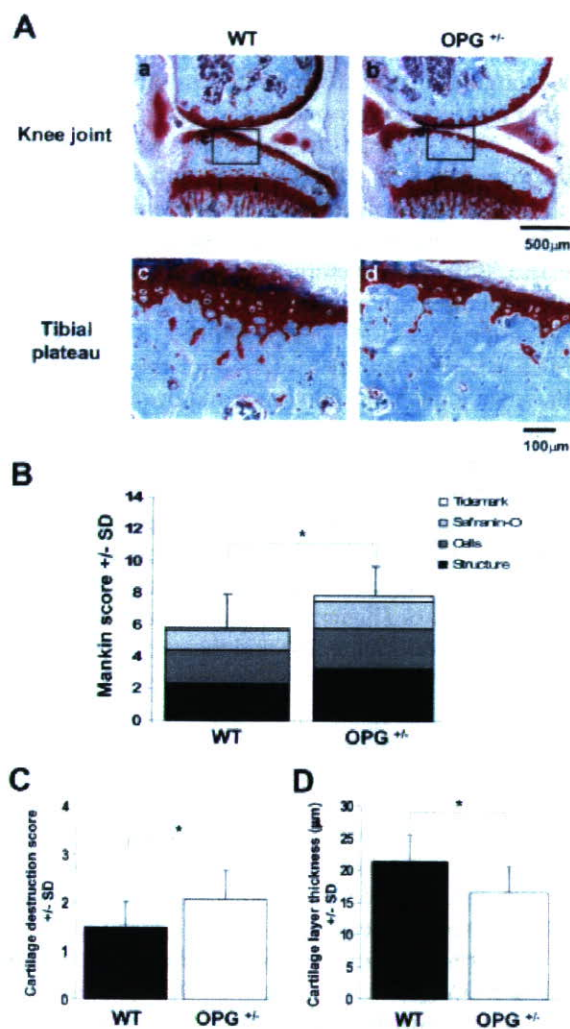 A
WT
OPG +/-
a
b
Knee joint
500µm
c
d
Tibial plateau
100µm
B
14
12
10
8
6
4
2
0
Mankin score +/- SD
Tidemark
Safranin-O
Cells
Structure
*
WT
OPG +/-
C
4
3
2
1
0
Cartilage destruction score
+/- SD
*
WT
OPG +/-
D
30
25
20
15
10
5
0
Cartilage layer thickness (µm)
+/- SD
*
WT
OPG +/-